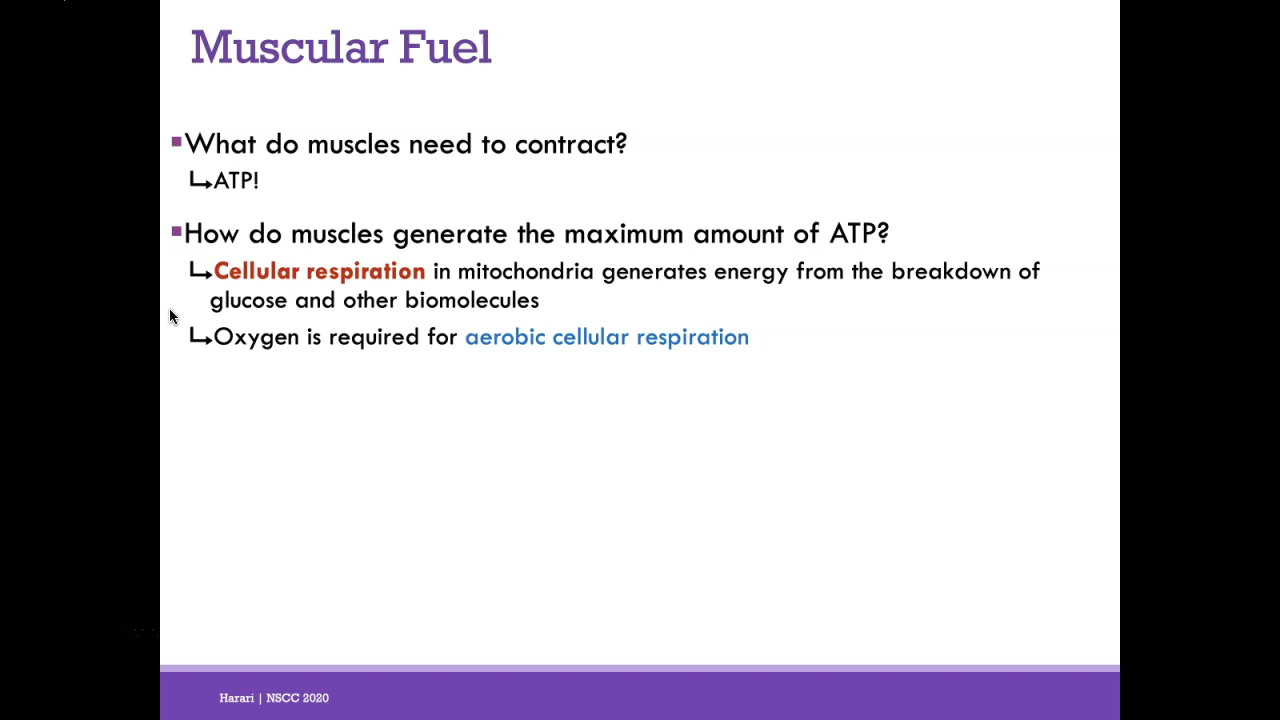 Muscular Fuel
What do muscles need to contract?
ATP!
How do muscles generate the maximum amount of ATP?
Cellular respiration in mitochondria generates energy from the breakdown of
glucose and other biomolecules
Oxygen is required for aerobic cellular respiration
Harari | NSCC 2020